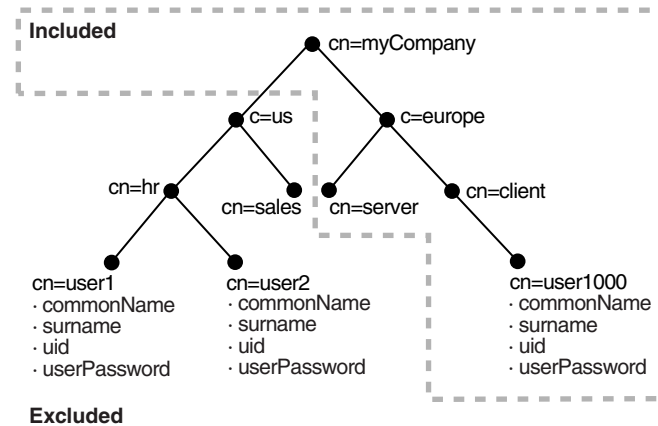 Included
cn=myCompany
c=us
c=europe
cn=hr
cn=sales
cn=server
cn=client
cn=user1
· commonName
· surname
· uid
· userPassword
cn=user2
· commonName
· surname
· uid
· userPassword
cn=user1000
· commonName
· surname
· uid
· userPassword
Excluded